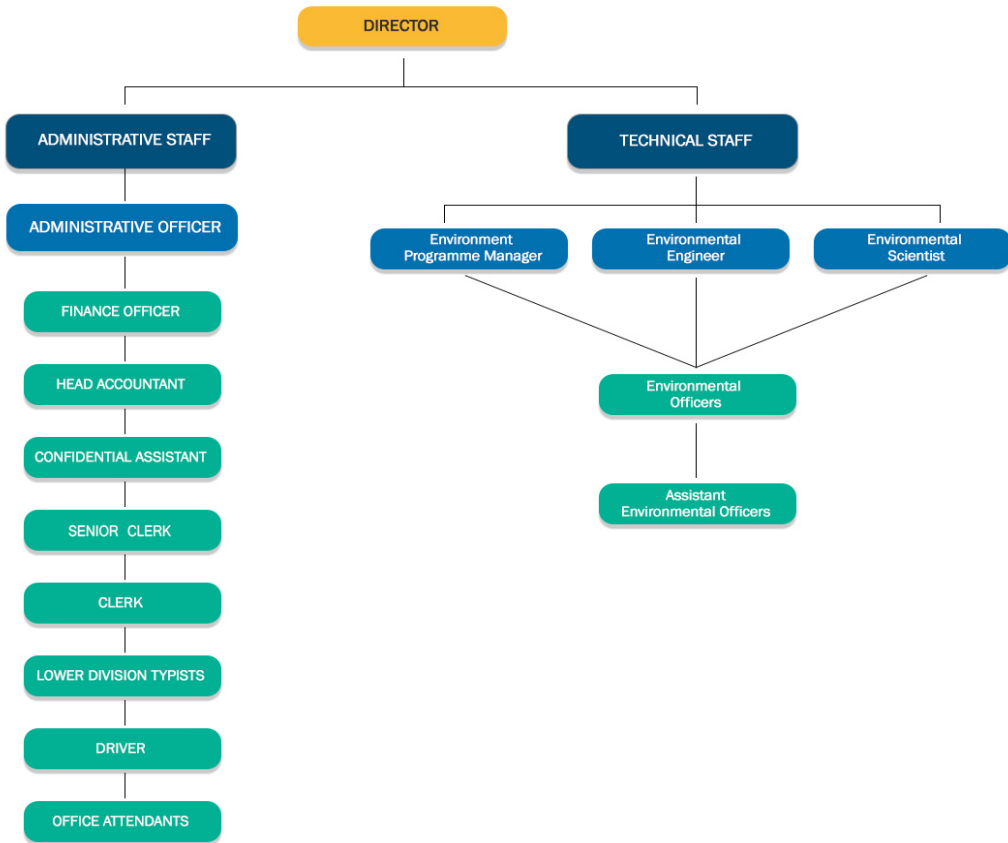 DIRECTOR
ADMINISTRATIVE STAFF
TECHNICAL STAFF
ADMINISTRATIVE OFFICER
Environment
Programme Manager
Environmental
Engineer
Environmental
Scientist
FINANCE OFFICER
HEAD ACCOUNTANT
CONFIDENTIAL ASSISTANT
SENIOR CLERK
CLERK
LOWER DIVISION TYPISTS
DRIVER
OFFICE ATTENDANTS
Environmental
Officers
Assistant
Environmental Officers